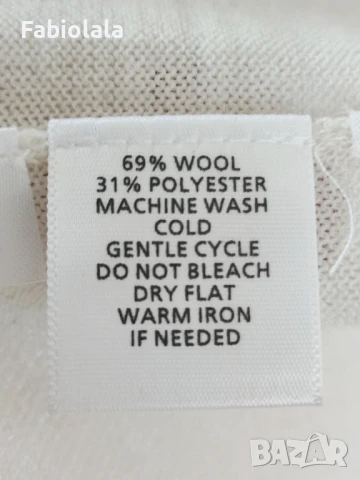 Fabiolala
69% WOOL
31% POLYESTER
MACHINE WASH
COLD
GENTLE CYCLE
DO NOT BLEACH
DRY FLAT
WARM IRON
IF NEEDED
BAZAR